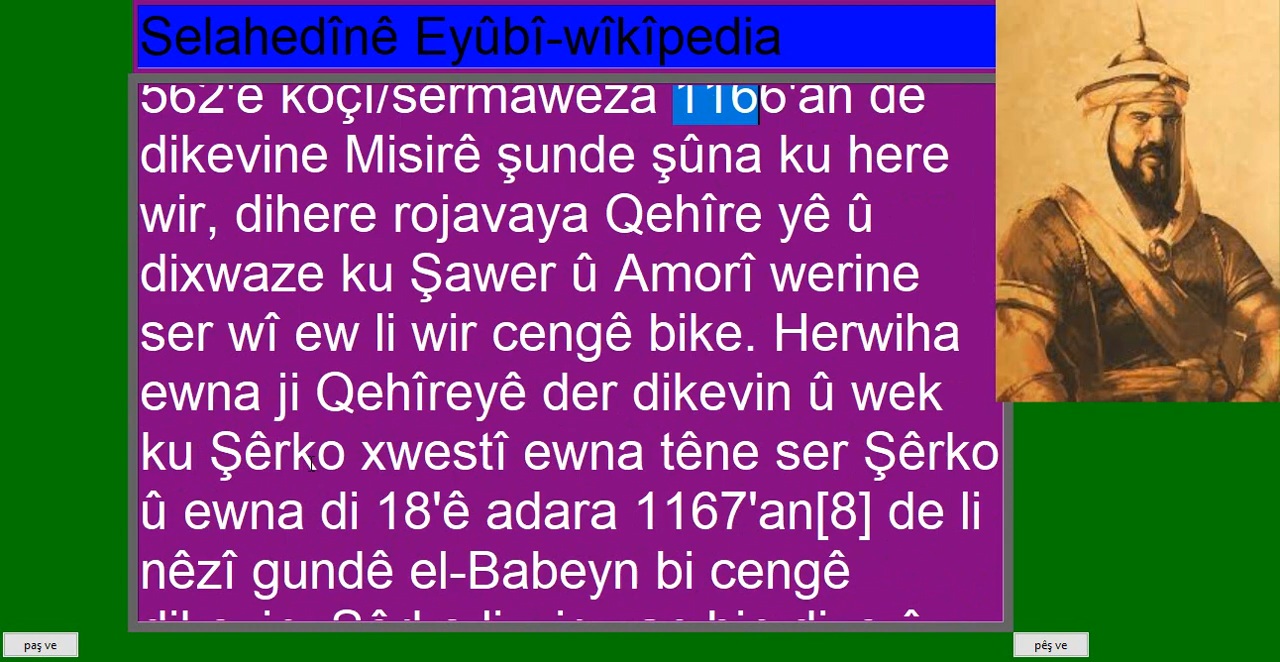 Selahedînê Eyûbî-wîkîpedia
562'ê koçî/sermaweza 1166'an de
dikevine Misirê şunde şûna ku here
wir, dihere rojavaya Qehîre yê û
dixwaze ku Şawer û Amorî werine
ser wî ew li wir cengê bike. Herwiha
ewna ji Qehîreyê der dikevin û wek
ku Şêrko xwestî ewna têne ser Şêrko
û ewna di 18'ê adara 1167'an[8] de li
nêzî gundê el-Babeyn bi cengê
paş ve
pêş ve